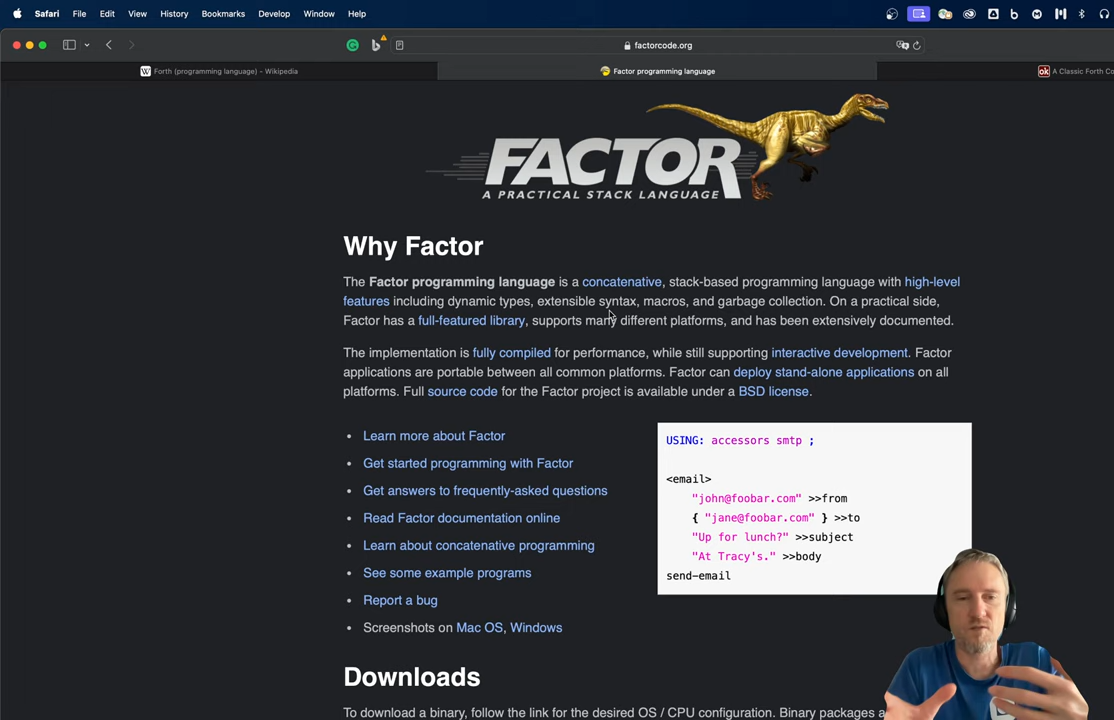 Safari File Edit View History Bookmarks Develop Window Help
factorcode.org
W Forth (programming language) - Wikipedia
Factor programming language
ok A Classic Forth Co
FACTOR
A PRACTICAL STACK LANGUAGE
Why Factor
The Factor programming language is a concatenative, stack-based programming language with high-level
features including dynamic types, extensible syntax, macros, and garbage collection. On a practical side,
Factor has a full-featured library, supports many different platforms, and has been extensively documented.
The implementation is fully compiled for performance, while still supporting interactive development. Factor
applications are portable between all common platforms. Factor can deploy stand-alone applications on all
platforms. Full source code for the Factor project is available under a BSD license.
• Learn more about Factor
• Get started programming with Factor
• Get answers to frequently-asked questions
• Read Factor documentation online
• Learn about concatenative programming
• See some example programs
• Report a bug
• Screenshots on Mac OS, Windows
USING: accessors smtp ;
<email>
"john@foobar.com" >>from
{ "jane@foobar.com" } >>to
"Up for lunch?" >>subject
"At Tracy's." >>body
send-email
Downloads
To download a binary, follow the link for the desired OS / CPU configuration. Binary packages a